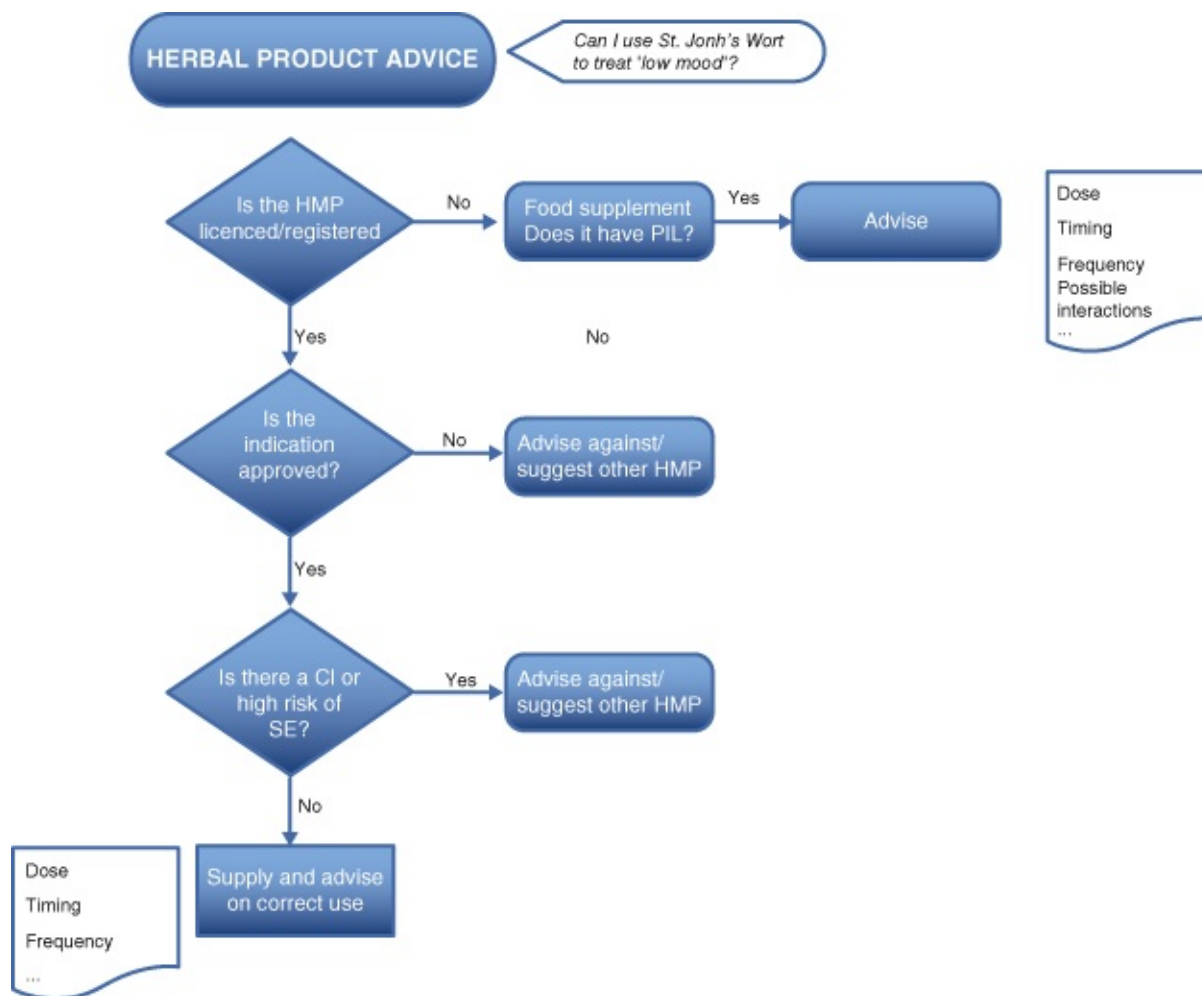 HERBAL PRODUCT ADVICE
Can I use St. Jonh's Wort
to treat 'low mood'?
Is the HMP
licenced/registered
No
Food supplement
Does it have PIL?
Yes
Advise
Dose
Timing
Frequency
Possible
interactions
...
Yes
No
Is the
indication
approved?
No
Advise against/
suggest other HMP
Yes
Is there a CI or
high risk of
SE?
Yes
Advise against/
suggest other HMP
No
Supply and advise
on correct use
Dose
Timing
Frequency
...